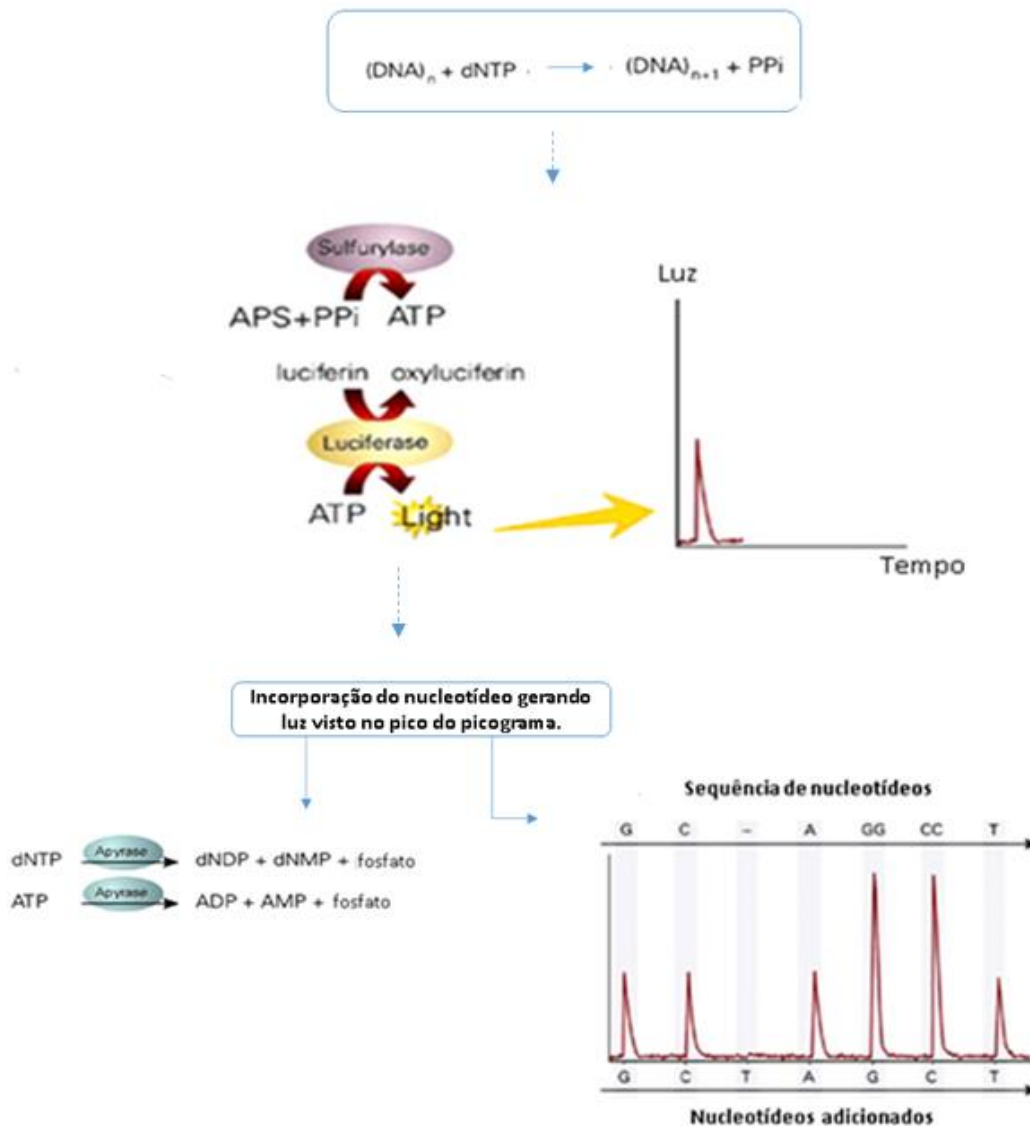 (DNA)n + dNTP → (DNA)n+1 + PPi
Sulfurylase
APS+PPi ATP
luciferin oxyluciferin
Luciferase
ATP Light
Luz
Tempo
Incorporação do nucleotídeo gerando
luz visto no pico do picograma.
dNTP Apyrase dNDP + dNMP + fosfato
ATP Apyrase ADP + AMP + fosfato
Sequência de nucleotídeos
G C – A GG CC T
G C T A G C T
Nucleotídeos adicionados